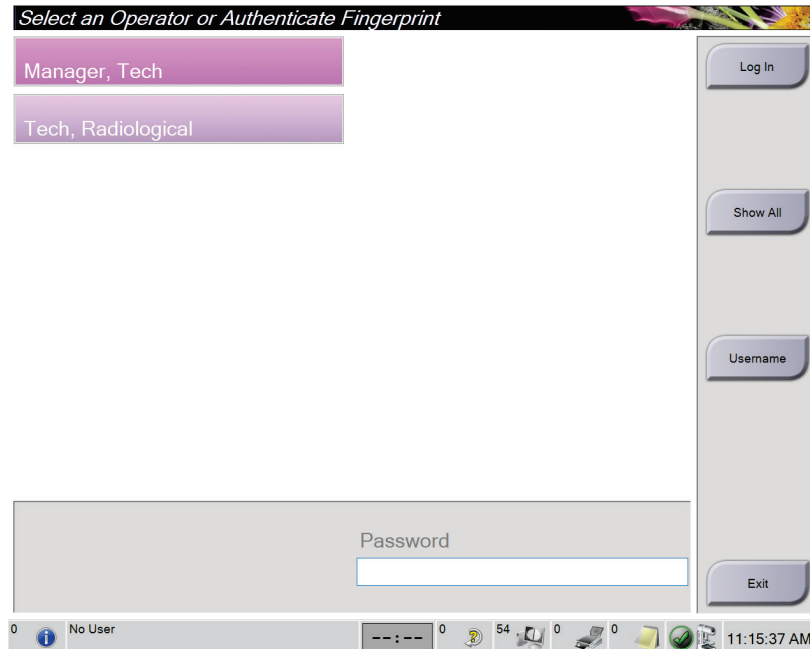 Select an Operator or Authenticate Fingerprint
Manager, Tech
Log In
Tech, Radiological
Show All
Username
Password
Exit
0
No User
--:--
0
54
0
0
11:15:37 AM